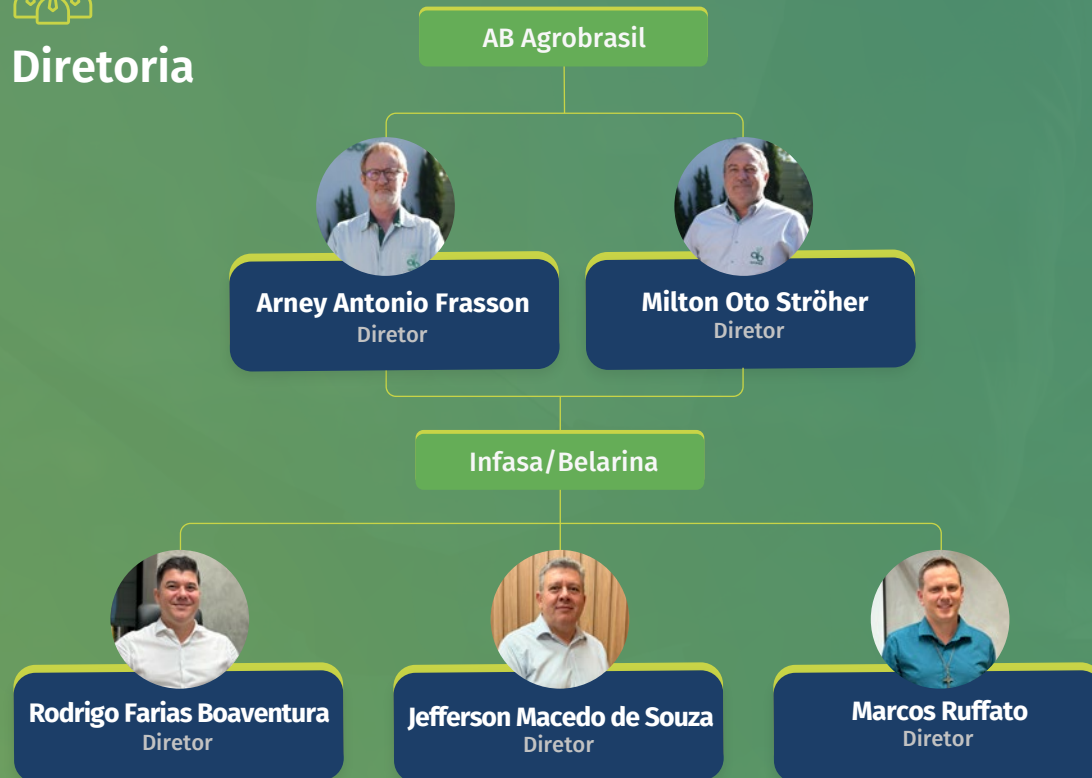 Diretoria
AB Agrobrasil
Arney Antonio Frasson
Diretor
Milton Oto Ströher
Diretor
Infasa/Belarina
Rodrigo Farias Boaventura
Diretor
Jefferson Macedo de Souza
Diretor
Marcos Ruffato
Diretor